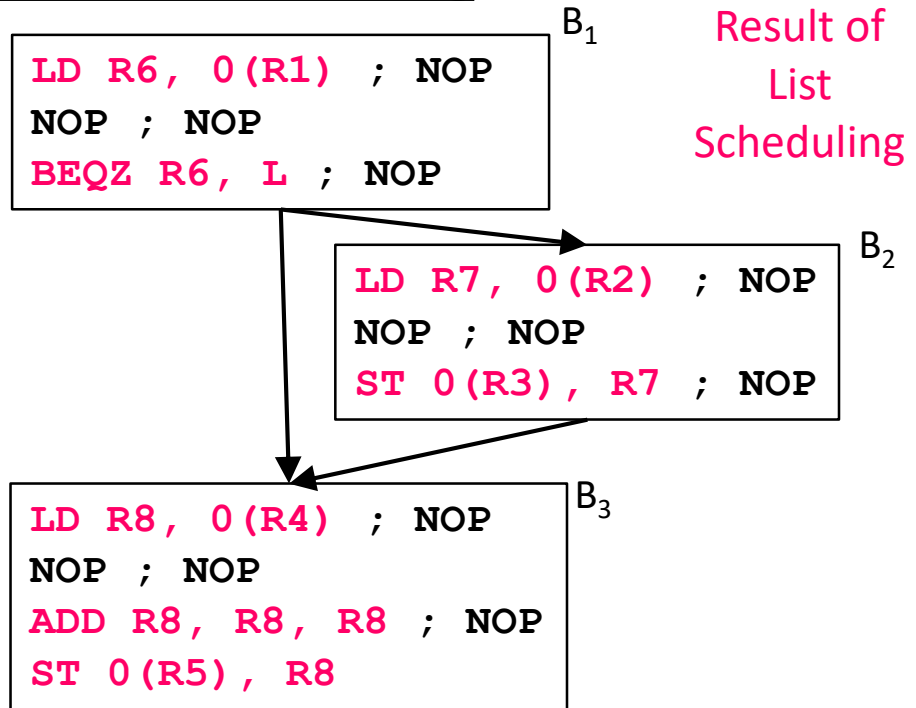 B₁
Result of
List
Scheduling
LD R6, 0(R1) ; NOP
NOP ; NOP
BEQZ R6, L ; NOP
B₂
LD R7, 0(R2) ; NOP
NOP ; NOP
ST 0(R3), R7 ; NOP
B₃
LD R8, 0(R4) ; NOP
NOP ; NOP
ADD R8, R8, R8 ; NOP
ST 0(R5), R8